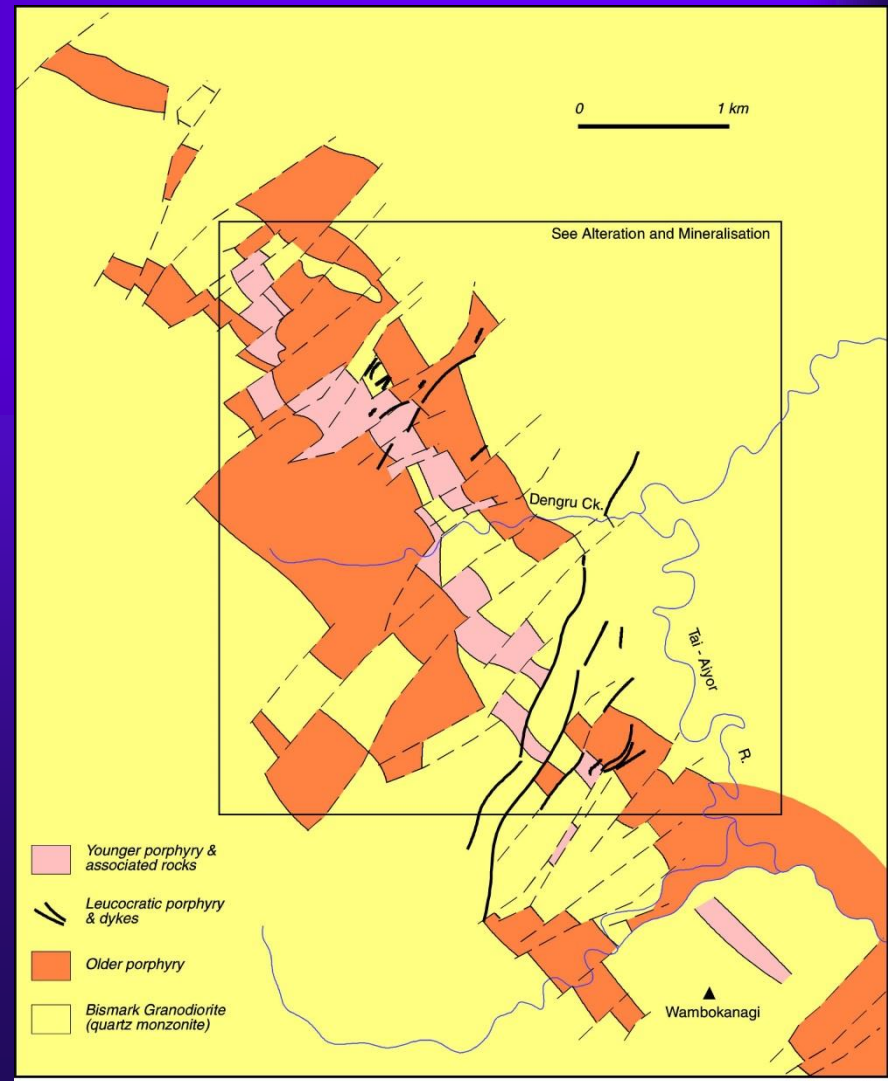 0 1 km
See Alteration and Mineralisation
Dengru Ck.
Tai - Aiyor
R.
Younger porphyry &
associated rocks
Leucocratic porphyry
& dykes
Older porphyry
Bismark Granodiorite
(quartz monzonite)
Wambokanagi